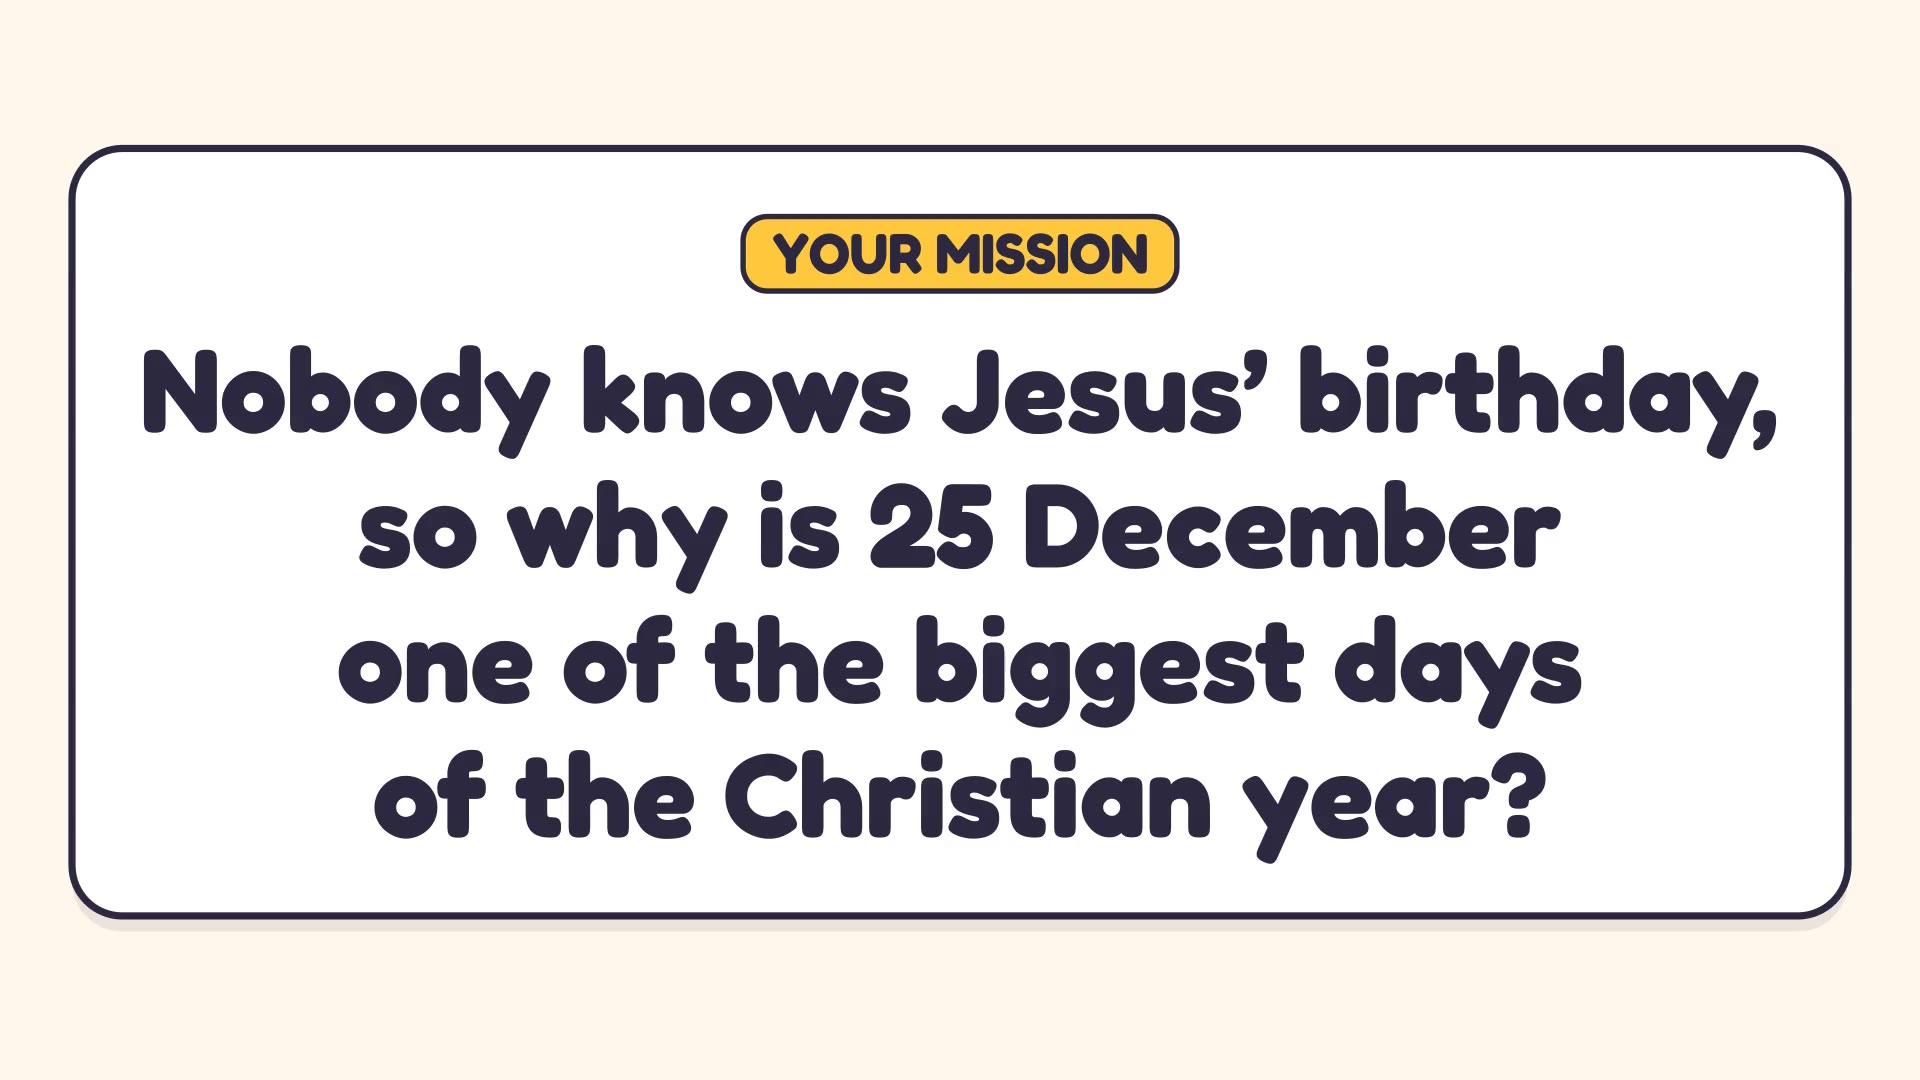 YOUR MISSION
Nobody knows Jesus’ birthday,
so why is 25 December
one of the biggest days
of the Christian year?